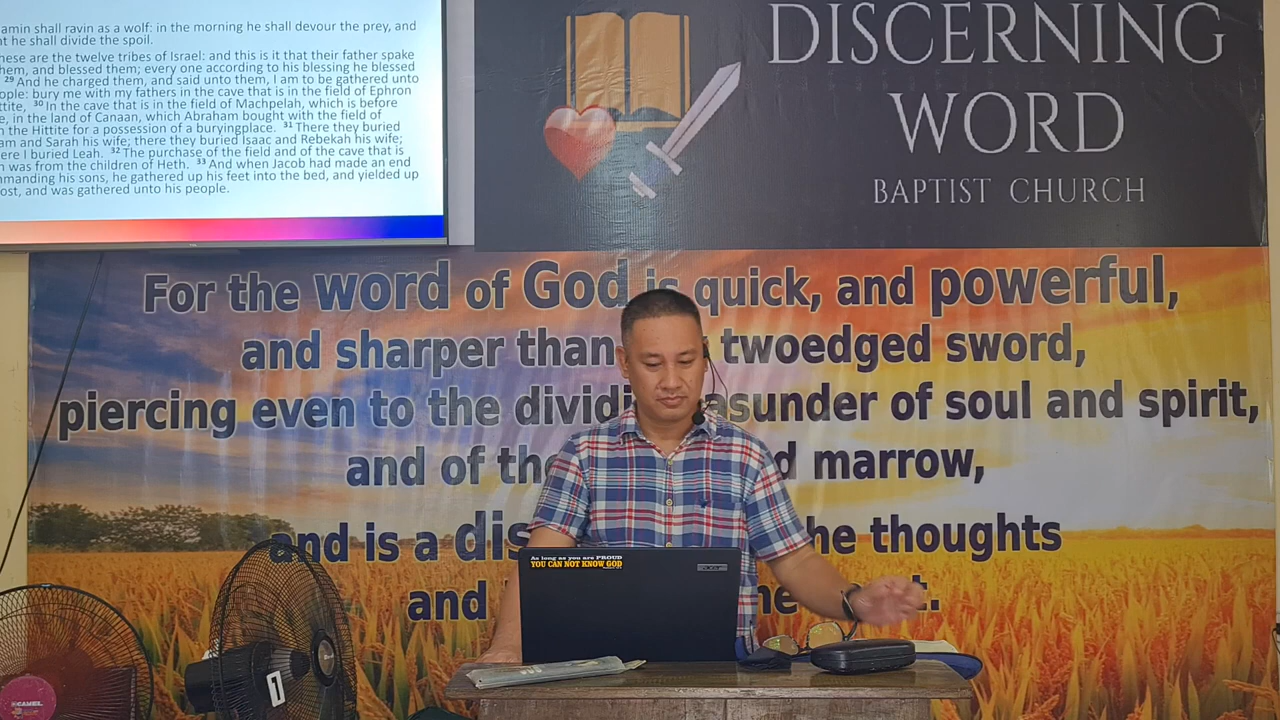 amin shall ravin as a wolf: in the morning he shall devour the prey, and
at he shall divide the spoil.
hese are the twelve tribes of Israel: and this is it that their father spake
hem, and blessed them; every one according to his blessing he blessed
29 And he charged them, and said unto them, I am to be gathered unto
ople: bury me with my fathers in the cave that is in the field of Ephron
ttite, 30 In the cave that is in the field of Machpelah, which is before
e, in the land of Canaan, which Abraham bought with the field of
n the Hittite for a possession of a buryingplace. 31 There they buried
am and Sarah his wife; there they buried Isaac and Rebekah his wife;
ere I buried Leah. 32 The purchase of the field and of the cave that is
n was from the children of Heth. 33 And when Jacob had made an end
mmanding his sons, he gathered up his feet into the bed, and yielded up
ost, and was gathered unto his people.
DISCERNING
WORD
BAPTIST CHURCH
For the word of God is quick, and powerful,
and sharper than twoedged sword,
piercing even to the dividi asunder of soul and spirit,
and of the d marrow,
and is a dis he thoughts
and he t.
As long as you are PROUD
YOU CAN NOT KNOW GOD
1
CAMEL